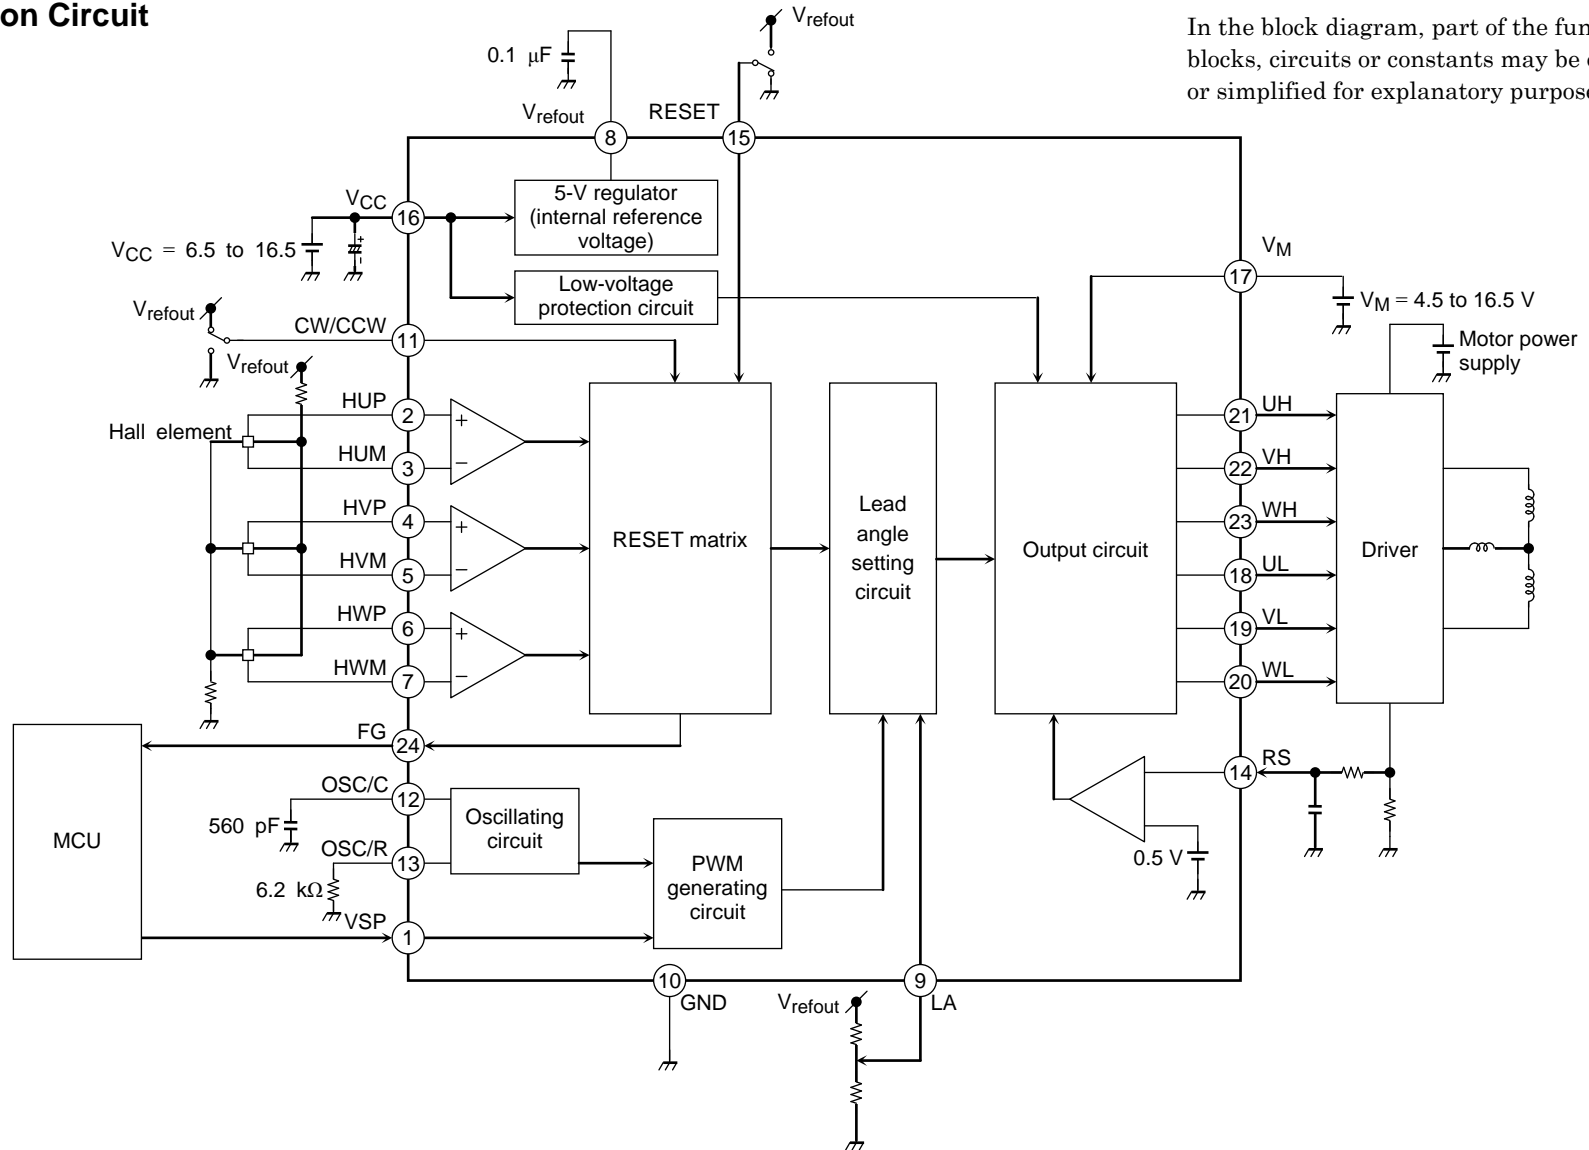 on Circuit
In the block diagram, part of the fun
blocks, circuits or constants may be
or simplified for explanatory purpose
Vrefout
0.1 μF
Vrefout
RESET
8
15
VCC
16
5-V regulator
(internal reference
voltage)
VCC = 6.5 to 16.5
Low-voltage
protection circuit
VM
17
VM = 4.5 to 16.5 V
Vrefout
CW/CCW
11
Motor power
supply
Vrefout
Hall element
HUP
2
HUM
3
HVP
4
HVM
5
HWP
6
HWM
7
+
−
+
−
+
−
RESET matrix
Lead
angle
setting
circuit
Output circuit
21
UH
22
VH
23
WH
18
UL
19
VL
20
WL
Driver
FG
24
14
RS
MCU
OSC/C
12
560 pF
Oscillating
circuit
OSC/R
13
6.2 kΩ
PWM
generating
circuit
0.5 V
VSP
1
10
GND
9
LA
Vrefout
+
-